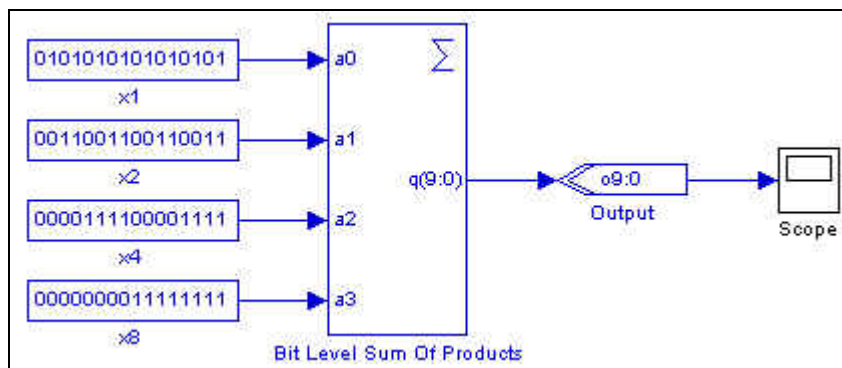 0101010101010101
x1
0011001100110011
x2
0000111100001111
x4
0000000011111111
x8
a0
a1
a2
a3
Σ
q(9:0)
Bit Level Sum Of Products
o9:0
Output
Scope